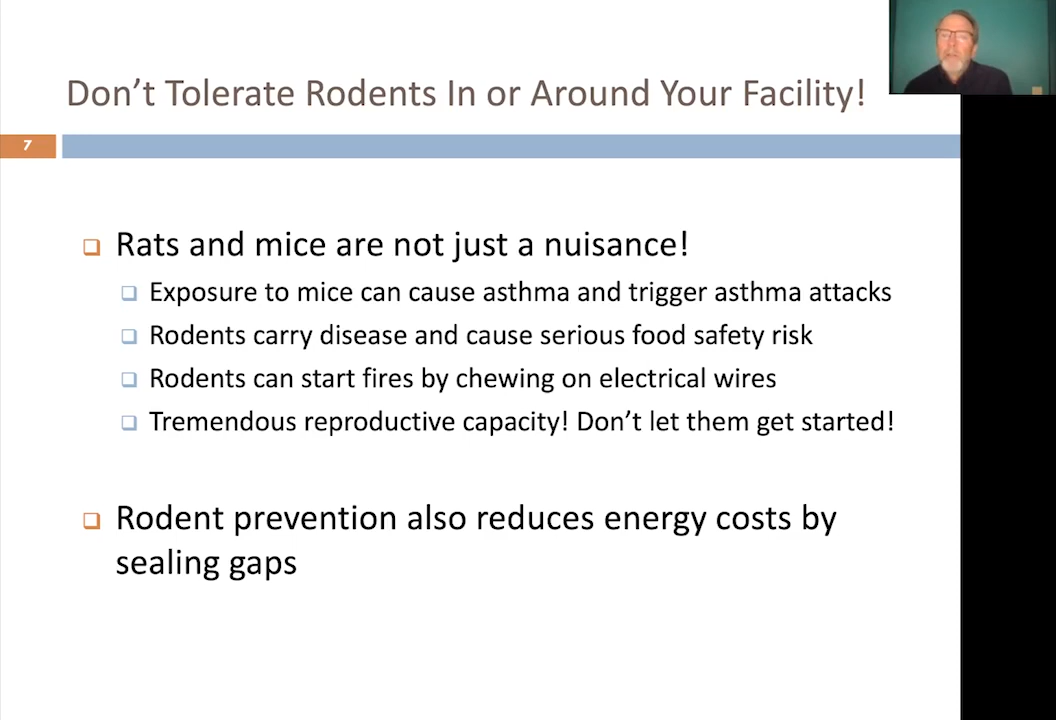 Don’t Tolerate Rodents In or Around Your Facility!
7
Rats and mice are not just a nuisance!
Exposure to mice can cause asthma and trigger asthma attacks
Rodents carry disease and cause serious food safety risk
Rodents can start fires by chewing on electrical wires
Tremendous reproductive capacity! Don’t let them get started!
Rodent prevention also reduces energy costs by
sealing gaps